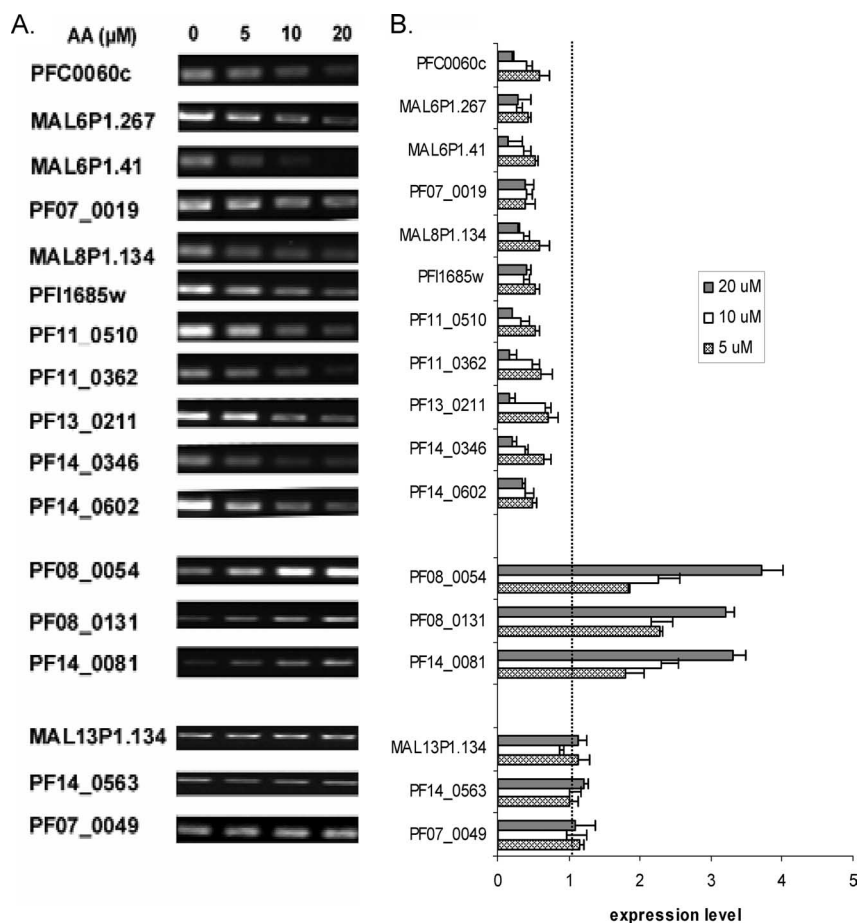 A.
AA (µM) 0 5 10 20
PFC0060c
MAL6P1.267
MAL6P1.41
PF07_0019
MAL8P1.134
PFI1685w
PF11_0510
PF11_0362
PF13_0211
PF14_0346
PF14_0602
PF08_0054
PF08_0131
PF14_0081
MAL13P1.134
PF14_0563
PF07_0049
B.
PFC0060c
MAL6P1.267
MAL6P1.41
PF07_0019
MAL8P1.134
PFI1685w
PF11_0510
PF11_0362
PF13_0211
PF14_0346
PF14_0602
PF08_0054
PF08_0131
PF14_0081
MAL13P1.134
PF14_0563
PF07_0049
20 uM
10 uM
5 uM
0 1 2 3 4 5
expression level